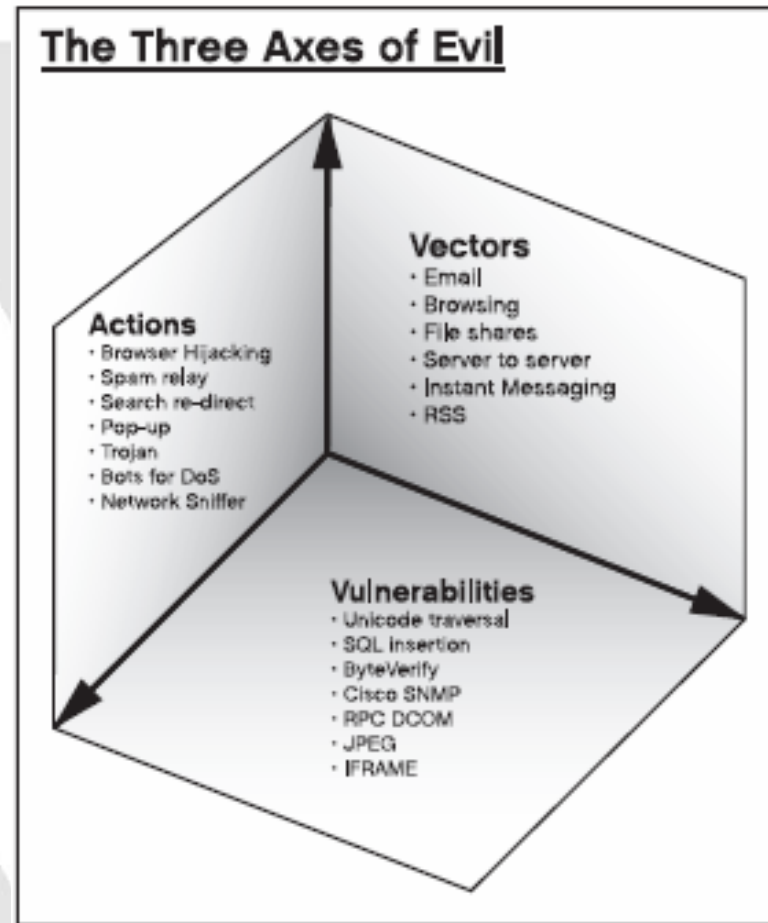 The Three Axes of Evil
Vectors
· Email
· Browsing
· File shares
· Server to server
· Instant Messaging
· RSS
Actions
· Browser Hijacking
· Spam relay
· Search re-direct
· Pop-up
· Trojan
· Bots for DoS
· Network Sniffer
Vulnerabilities
· Unicode traversal
· SQL insertion
· ByteVerify
· Cisco SNMP
· RPC DCOM
· JPEG
· IFRAME